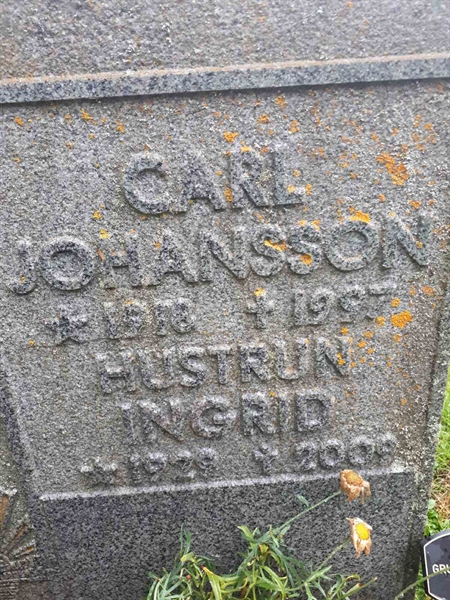 CARL
JOHANSSON
★ 1918 ✝ 1997
HUSTRUN
INGRID
★ 1929 ✝ 2009